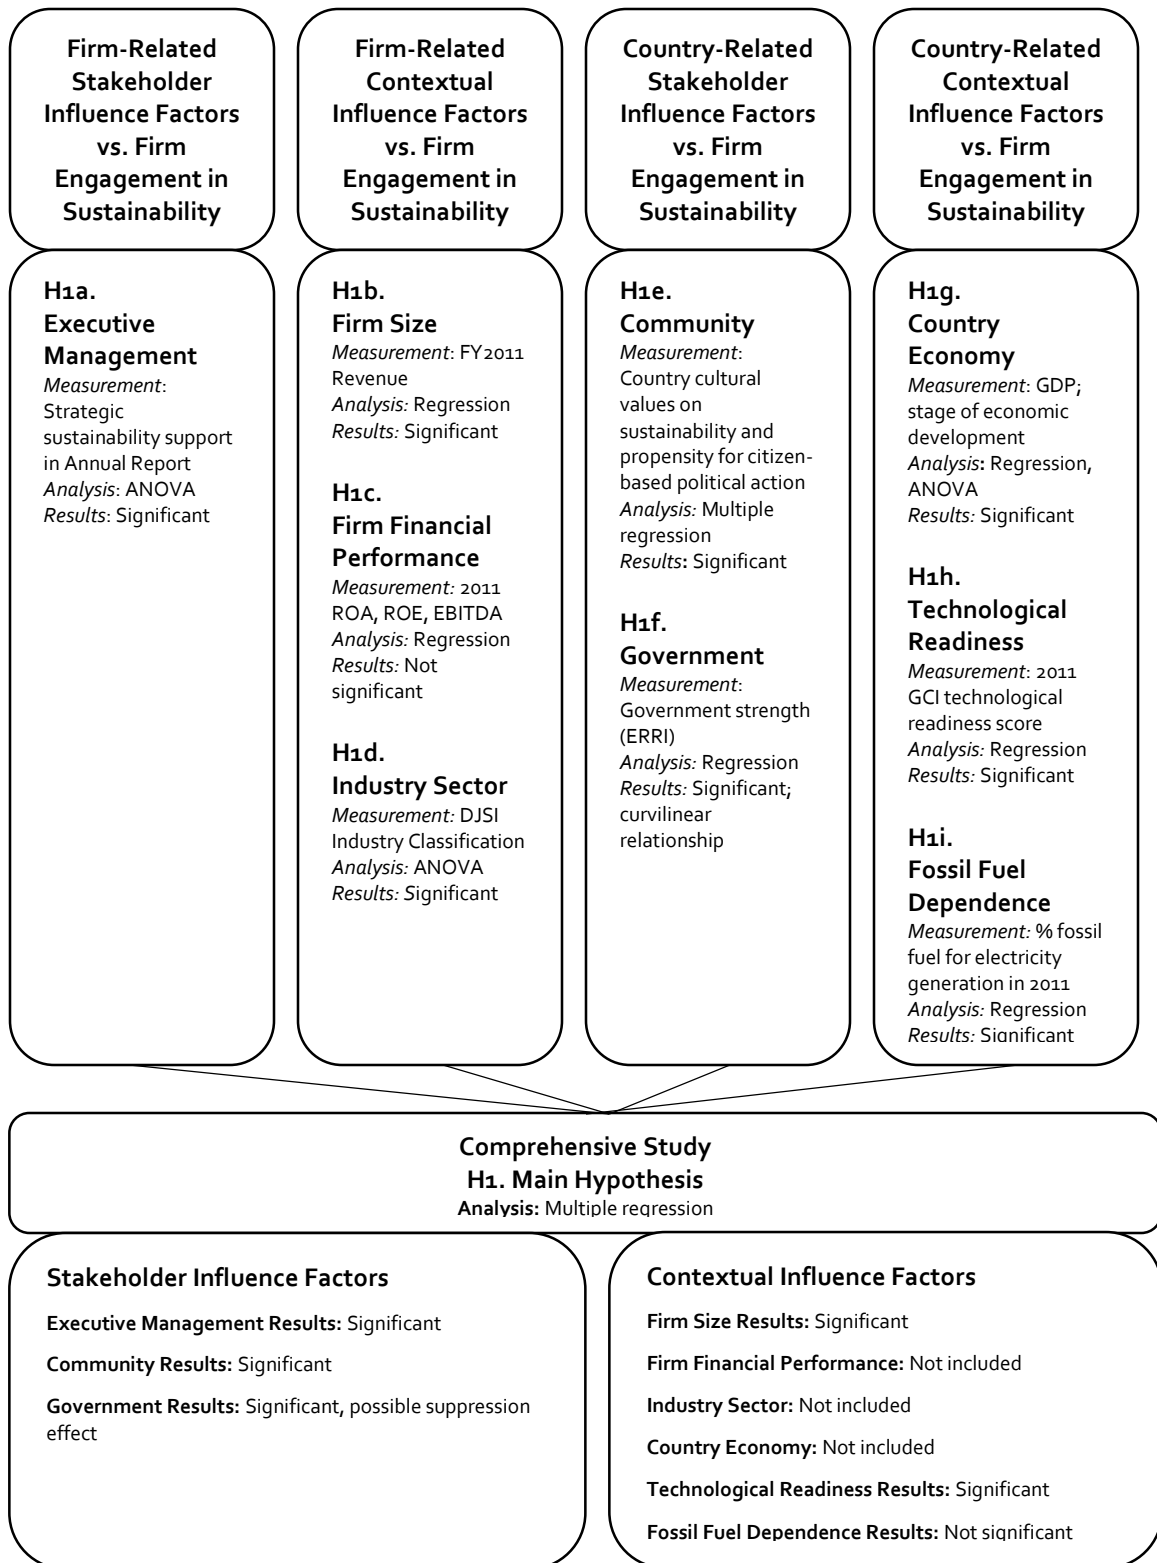 Firm-Related
Stakeholder
Influence Factors
vs. Firm
Engagement in
Sustainability
Firm-Related
Contextual
Influence Factors
vs. Firm
Engagement in
Sustainability
Country-Related
Stakeholder
Influence Factors
vs. Firm
Engagement in
Sustainability
Country-Related
Contextual
Influence Factors
vs. Firm
Engagement in
Sustainability
H1a.
Executive
Management
Measurement:
Strategic
sustainability support
in Annual Report
Analysis: ANOVA
Results: Significant
H1b.
Firm Size
Measurement: FY2011
Revenue
Analysis: Regression
Results: Significant
H1c.
Firm Financial
Performance
Measurement: 2011
ROA, ROE, EBITDA
Analysis: Regression
Results: Not
significant
H1d.
Industry Sector
Measurement: DJSI
Industry Classification
Analysis: ANOVA
Results: Significant
H1e.
Community
Measurement:
Country cultural
values on
sustainability and
propensity for citizen-
based political action
Analysis: Multiple
regression
Results: Significant
H1f.
Government
Measurement:
Government strength
(ERRI)
Analysis: Regression
Results: Significant;
curvilinear
relationship
H1g.
Country
Economy
Measurement: GDP;
stage of economic
development
Analysis: Regression,
ANOVA
Results: Significant
H1h.
Technological
Readiness
Measurement: 2011
GCI technological
readiness score
Analysis: Regression
Results: Significant
H1i.
Fossil Fuel
Dependence
Measurement: % fossil
fuel for electricity
generation in 2011
Analysis: Regression
Results: Significant
Comprehensive Study
H1. Main Hypothesis
Analysis: Multiple regression
Stakeholder Influence Factors
Executive Management Results: Significant
Community Results: Significant
Government Results: Significant, possible suppression
effect
Contextual Influence Factors
Firm Size Results: Significant
Firm Financial Performance: Not included
Industry Sector: Not included
Country Economy: Not included
Technological Readiness Results: Significant
Fossil Fuel Dependence Results: Not significant